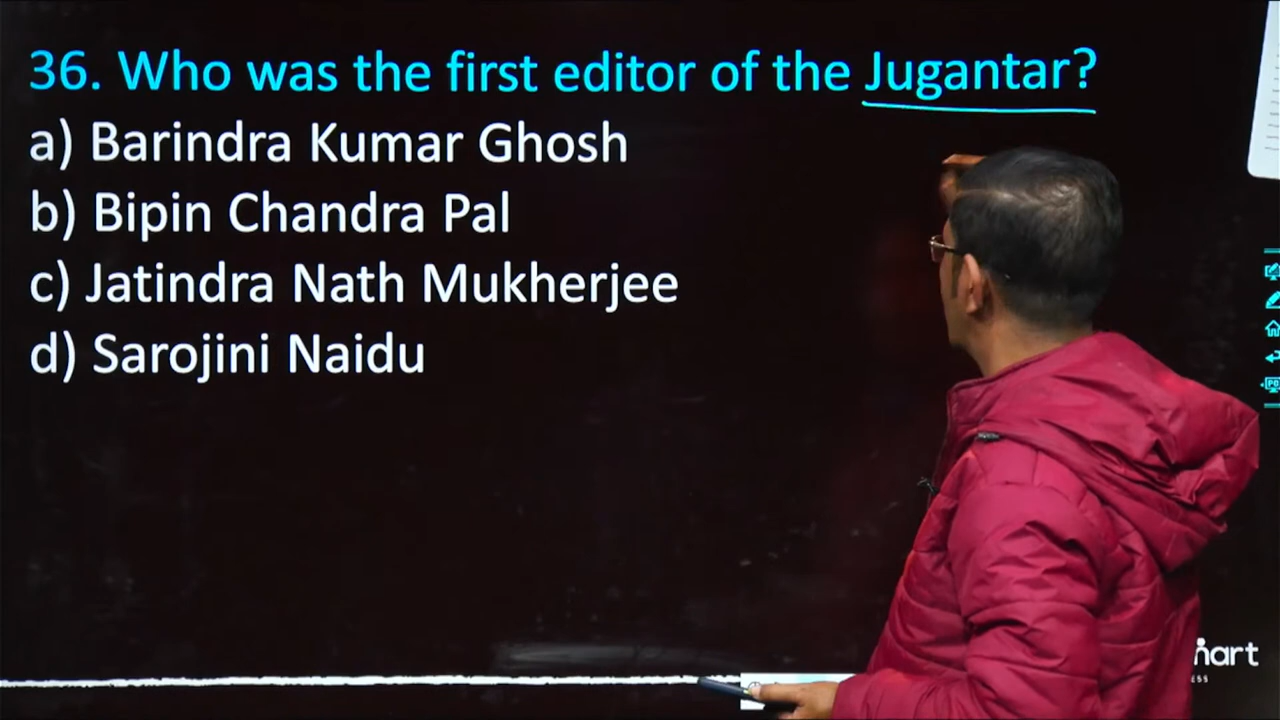 36. Who was the first editor of the Jugantar?
a) Barindra Kumar Ghosh
b) Bipin Chandra Pal
c) Jatindra Nath Mukherjee
d) Sarojini Naidu